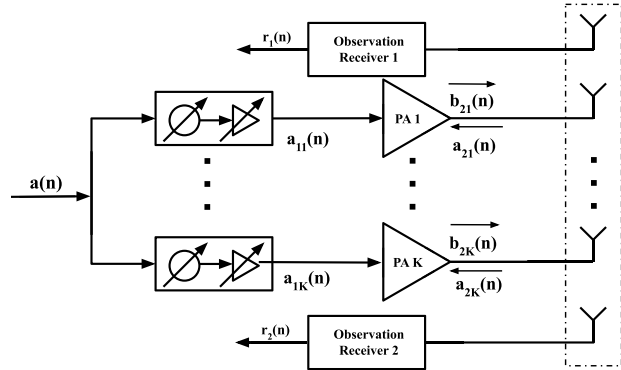 r₁(n)
Observation
Receiver 1
b₂₁(n)
PA 1
a₁₁(n)
a₂₁(n)
a(n)
b₂K(n)
PA K
a₁K(n)
a₂K(n)
r₂(n)
Observation
Receiver 2